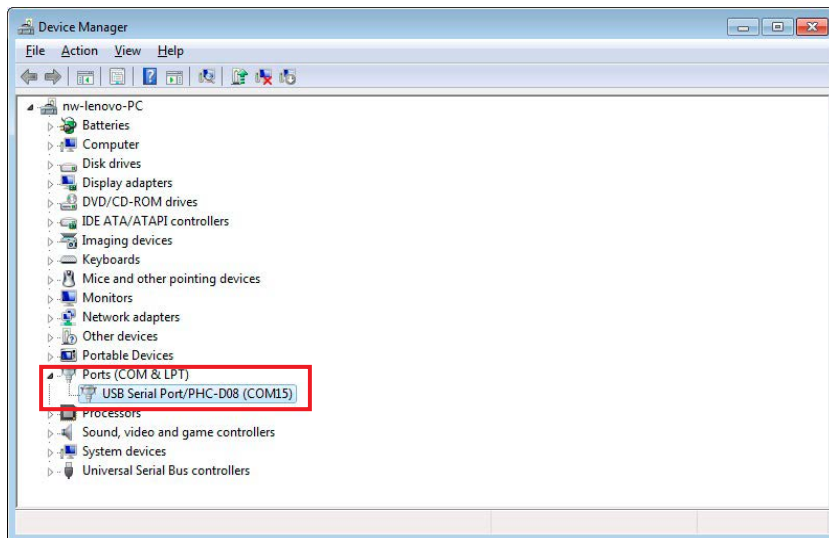 Device Manager
File Action View Help
nw-lenovo-PC
Batteries
Computer
Disk drives
Display adapters
DVD/CD-ROM drives
IDE ATA/ATAPI controllers
Imaging devices
Keyboards
Mice and other pointing devices
Monitors
Network adapters
Other devices
Portable Devices
Ports (COM & LPT)
USB Serial Port/PHC-D08 (COM15)
Processors
Sound, video and game controllers
System devices
Universal Serial Bus controllers